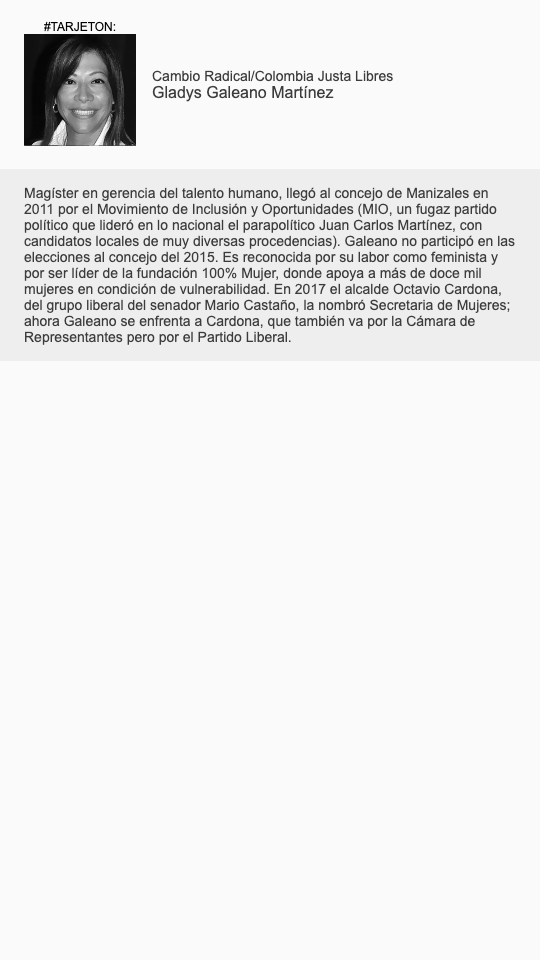 #TARJETON:
Cambio Radical/Colombia Justa Libres
Gladys Galeano Martínez
Magíster en gerencia del talento humano, llegó al concejo de Manizales en
2011 por el Movimiento de Inclusión y Oportunidades (MIO, un fugaz partido
político que lideró en lo nacional el parapolítico Juan Carlos Martínez, con
candidatos locales de muy diversas procedencias). Galeano no participó en las
elecciones al concejo del 2015. Es reconocida por su labor como feminista y
por ser líder de la fundación 100% Mujer, donde apoya a más de doce mil
mujeres en condición de vulnerabilidad. En 2017 el alcalde Octavio Cardona,
del grupo liberal del senador Mario Castaño, la nombró Secretaria de Mujeres;
ahora Galeano se enfrenta a Cardona, que también va por la Cámara de
Representantes pero por el Partido Liberal.